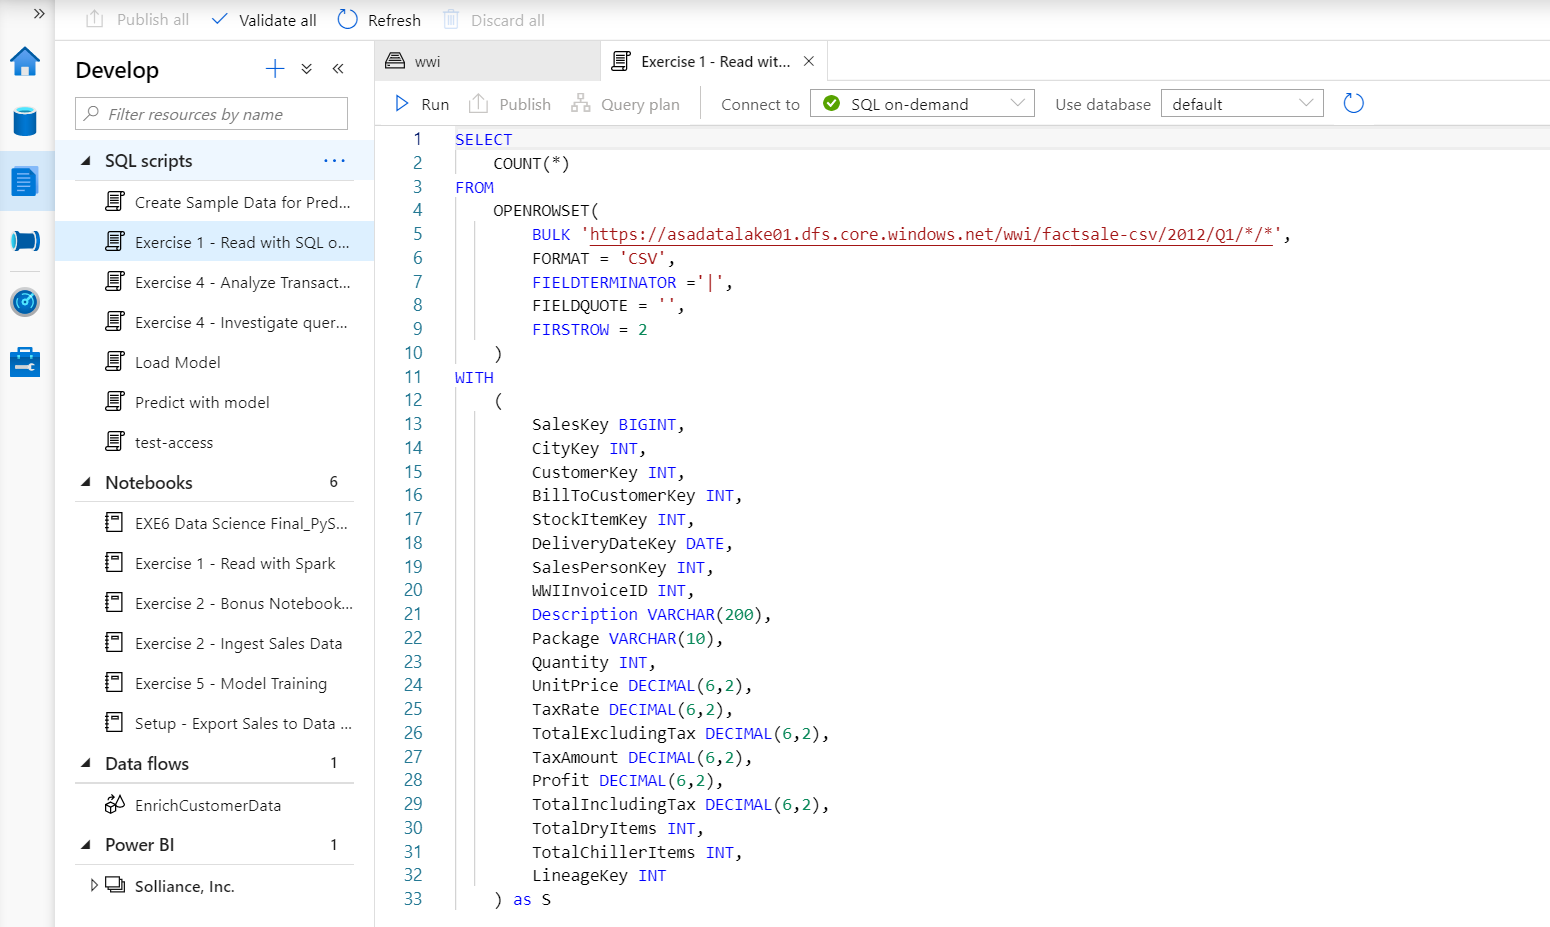 Publish all Validate all Refresh Discard all
Develop
Filter resources by name
SQL scripts
Create Sample Data for Pred...
Exercise 1 - Read with SQL o...
Exercise 4 - Analyze Transact...
Exercise 4 - Investigate quer...
Load Model
Predict with model
test-access
Notebooks 6
EXE6 Data Science Final_PyS...
Exercise 1 - Read with Spark
Exercise 2 - Bonus Notebook...
Exercise 2 - Ingest Sales Data
Exercise 5 - Model Training
Setup - Export Sales to Data ...
Data flows 1
EnrichCustomerData
Power BI 1
Solliance, Inc.
wwi Exercise 1 - Read wit...
Run Publish Query plan Connect to SQL on-demand Use database default
1 SELECT
2 COUNT(*)
3 FROM
4 OPENROWSET(
5 BULK 'https://asadatalake01.dfs.core.windows.net/wwi/factsale-csv/2012/Q1/*/*',
6 FORMAT = 'CSV',
7 FIELDTERMINATOR ='|',
8 FIELDQUOTE = '',
9 FIRSTROW = 2
10 )
11 WITH
12 (
13 SalesKey BIGINT,
14 CityKey INT,
15 CustomerKey INT,
16 BillToCustomerKey INT,
17 StockItemKey INT,
18 DeliveryDateKey DATE,
19 SalesPersonKey INT,
20 WWIInvoiceID INT,
21 Description VARCHAR(200),
22 Package VARCHAR(10),
23 Quantity INT,
24 UnitPrice DECIMAL(6,2),
25 TaxRate DECIMAL(6,2),
26 TotalExcludingTax DECIMAL(6,2),
27 TaxAmount DECIMAL(6,2),
28 Profit DECIMAL(6,2),
29 TotalIncludingTax DECIMAL(6,2),
30 TotalDryItems INT,
31 TotalChillerItems INT,
32 LineageKey INT
33 ) as S